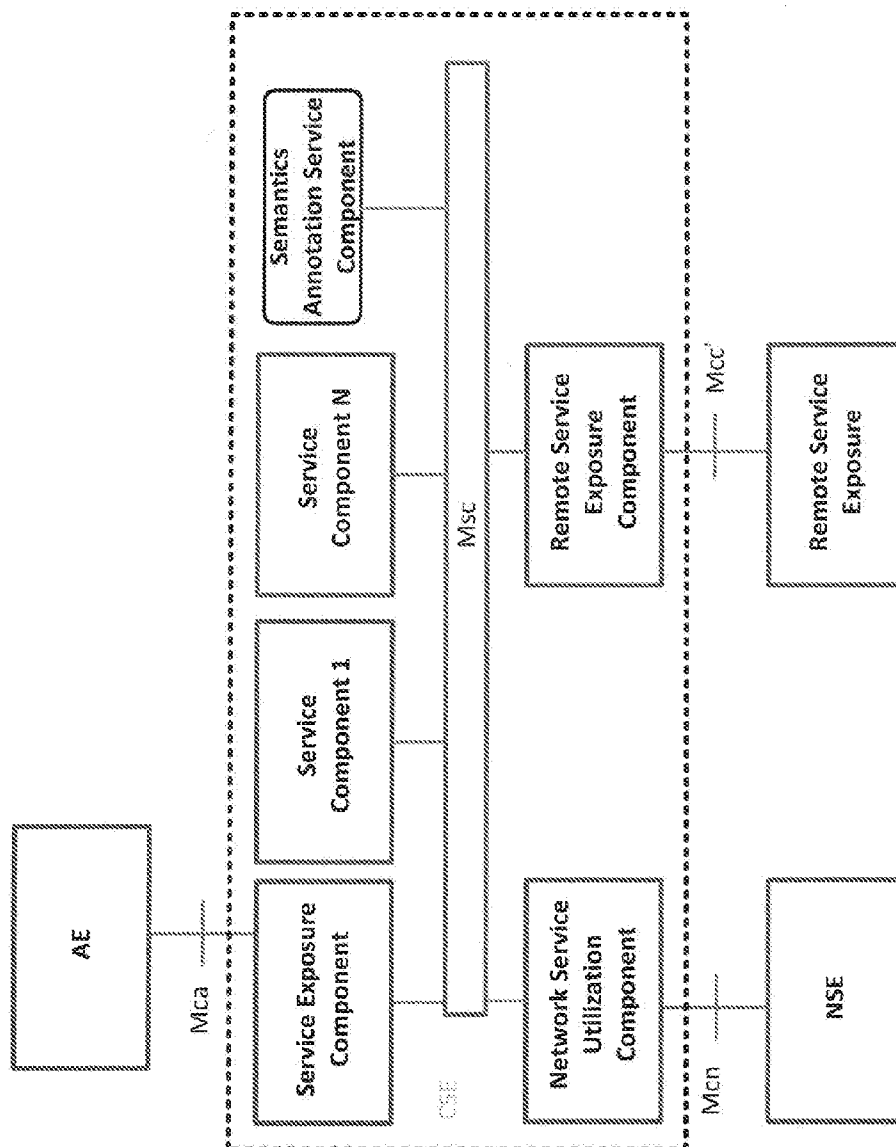 AE
Mca
Service Exposure
Component
Service
Component 1
Service
Component N
Semantics
Annotation Service
Component
CSE
Msc
Network Service
Utilization
Component
Remote Service
Exposure
Component
Mcn
Mcc'
NSE
Remote Service
Exposure